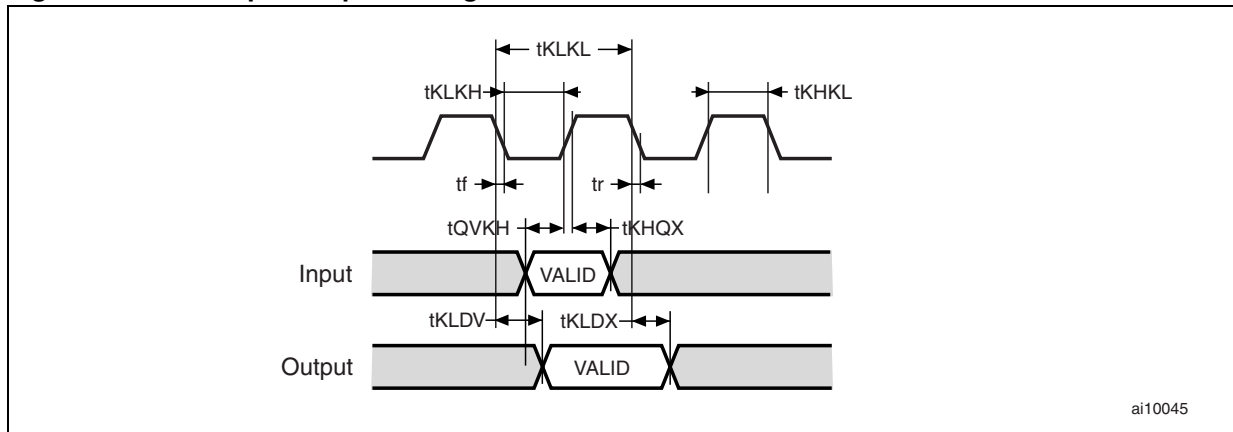 tKLKL
tKLKH
tKHKL
tf
tr
tQVKH
tKHQX
Input
VALID
tKLDV
tKLDX
Output
VALID
ai10045